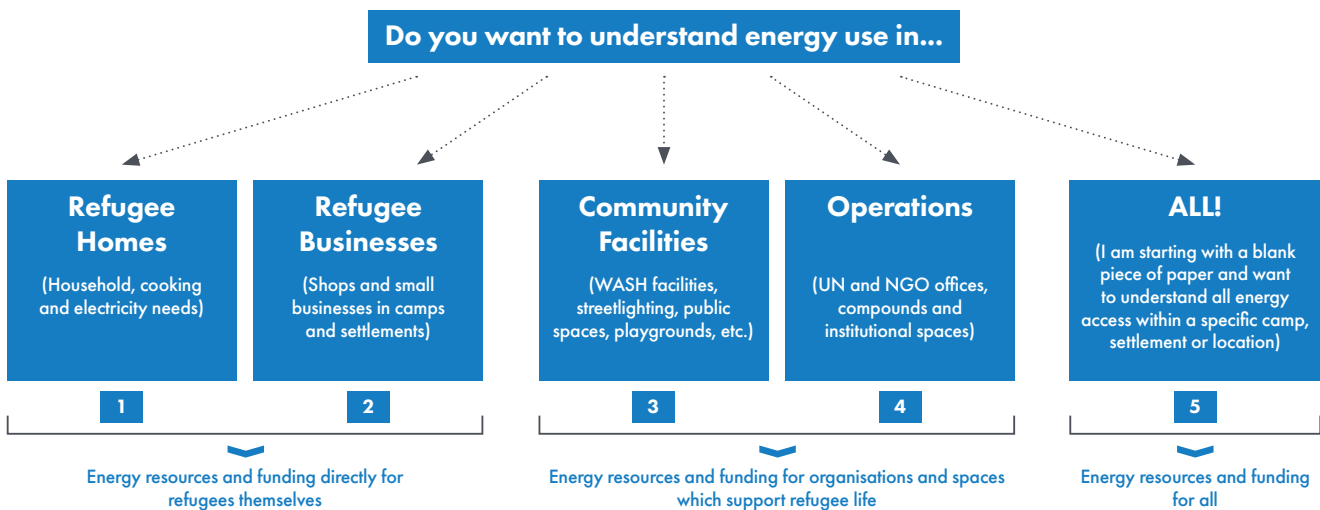 Do you want to understand energy use in...
Refugee
Homes
(Household, cooking
and electricity needs)
1
Refugee
Businesses
(Shops and small
businesses in camps
and settlements)
2
Energy resources and funding directly for
refugees themselves
Community
Facilities
(WASH facilities,
streetlighting, public
spaces, playgrounds, etc.)
3
Operations
(UN and NGO offices,
compounds and
institutional spaces)
4
Energy resources and funding for organisations and spaces
which support refugee life
ALL!
(I am starting with a blank
piece of paper and want
to understand all energy
access within a specific camp,
settlement or location)
5
Energy resources and funding
for all